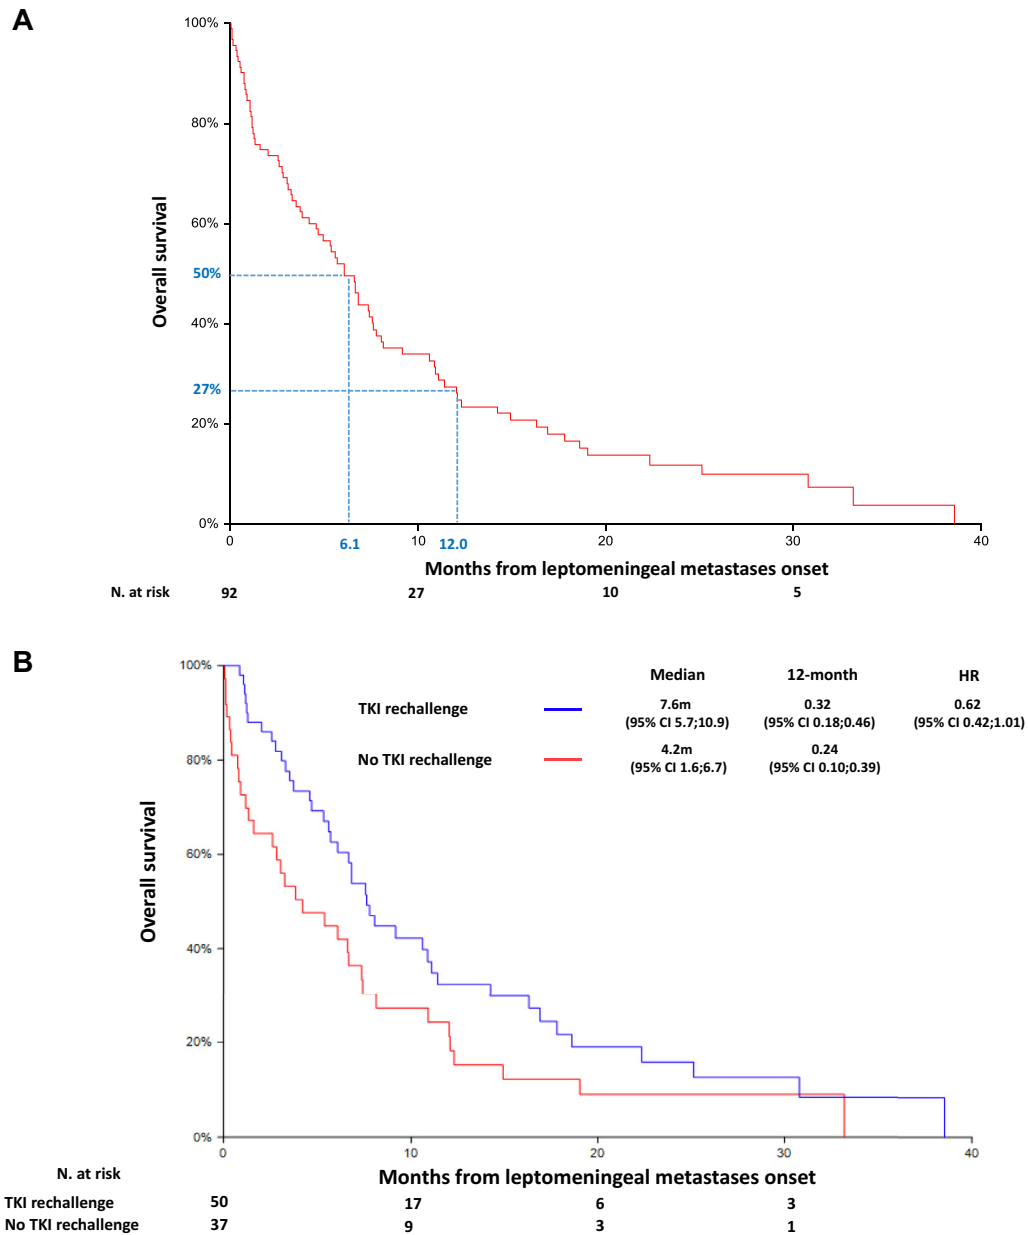 A
100%
80%
60%
50%
40%
27%
20%
0%
Overall survival
0 6.1 10 12.0 20 30 40
Months from leptomeningeal metastases onset
N. at risk 92 27 10 5
B
100%
80%
60%
40%
20%
0%
Overall survival
Median 12-month HR
TKI rechallenge 7.6m 0.32 0.62
(95% CI 5.7;10.9) (95% CI 0.18;0.46) (95% CI 0.42;1.01)
No TKI rechallenge 4.2m 0.24
(95% CI 1.6;6.7) (95% CI 0.10;0.39)
0 10 20 30 40
Months from leptomeningeal metastases onset
N. at risk
TKI rechallenge 50 17 6 3
No TKI rechallenge 37 9 3 1